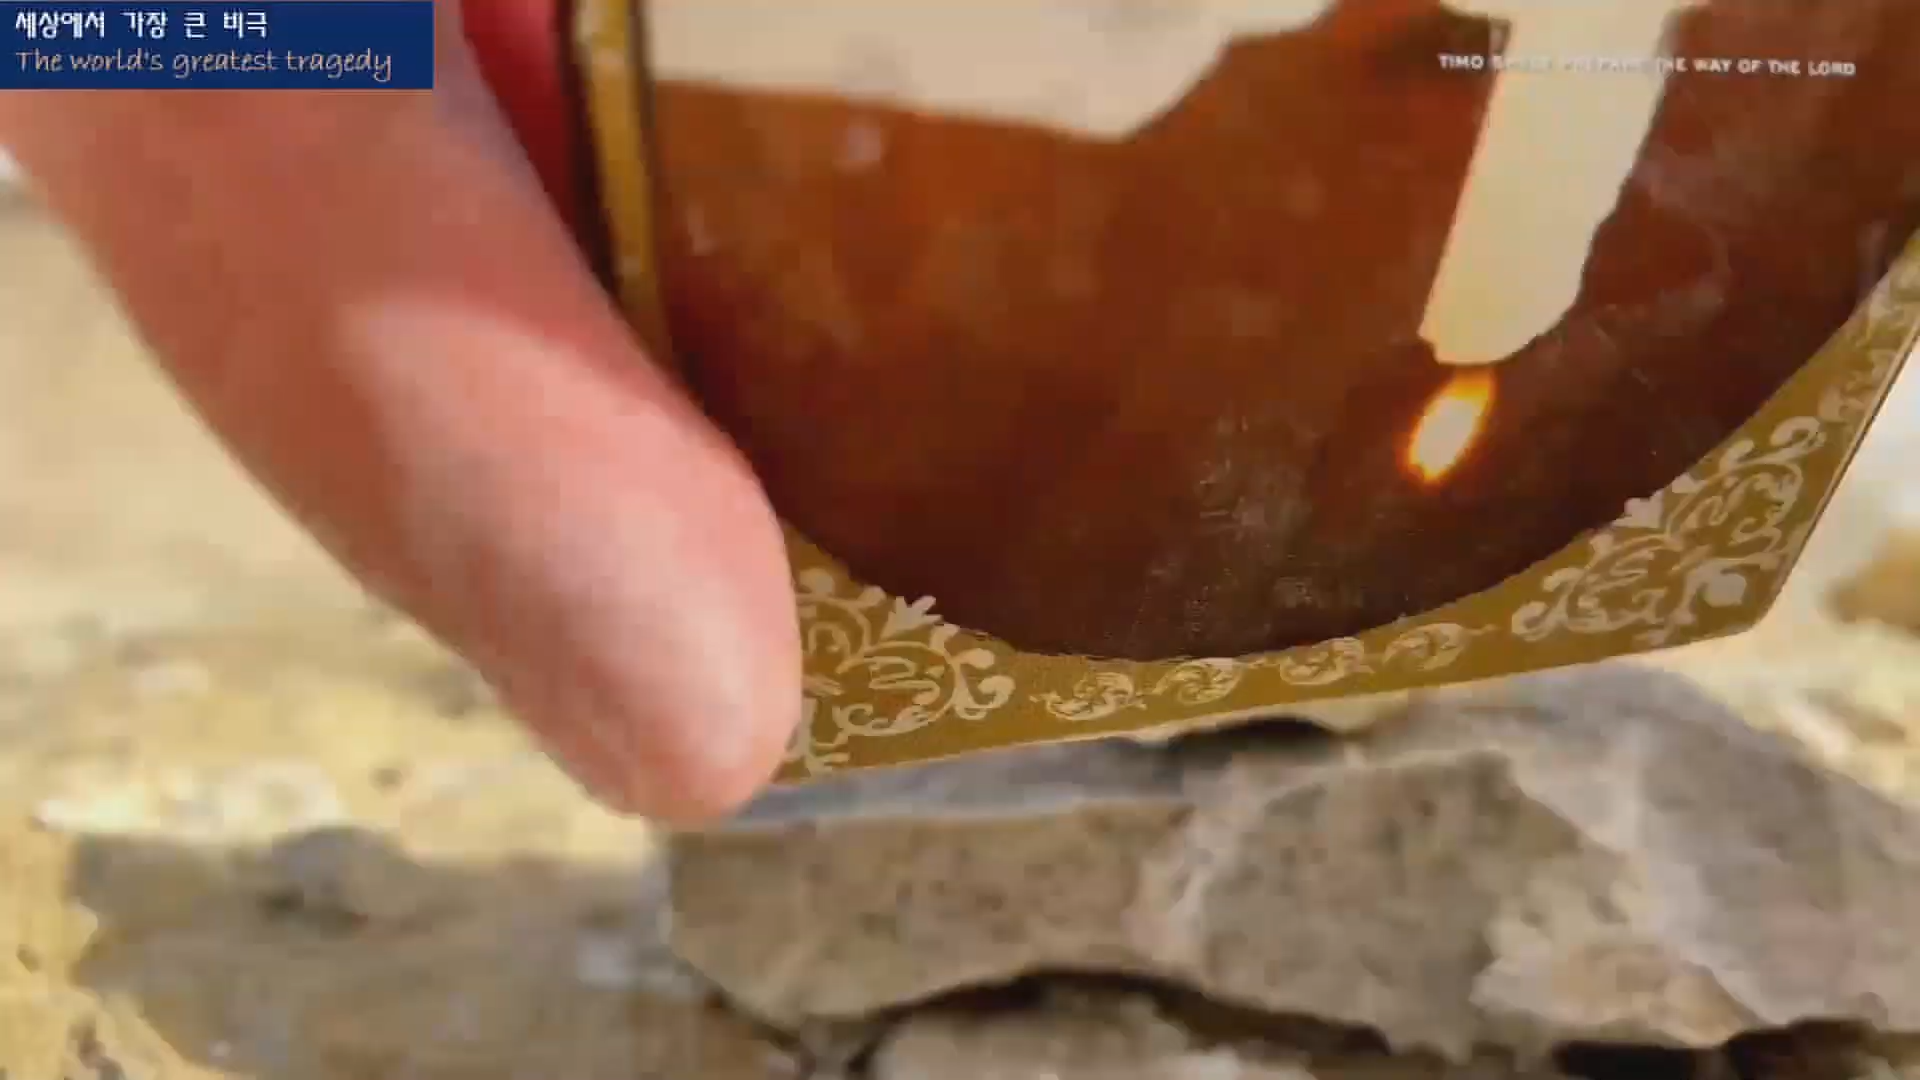 세상에서 가장 큰 비극
The world's greatest tragedy
TIMO PREPARE THE WAY OF THE LORD